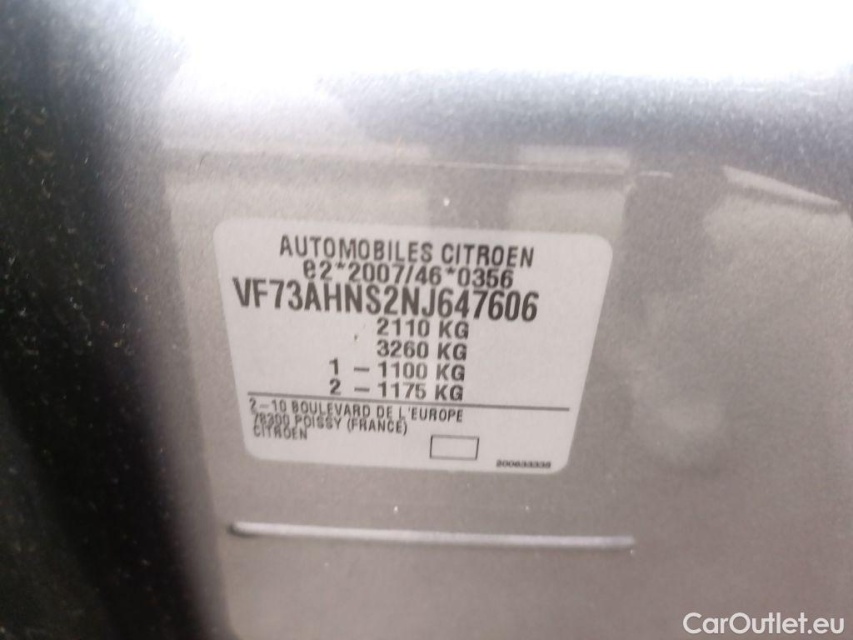 AUTOMOBILES CITROEN
e2*2007/46*0356
VF73AHNS2NJ647606
2110 KG
3260 KG
1 - 1100 KG
2 - 1175 KG
2-10 BOULEVARD DE L'EUROPE
78300 POISSY (FRANCE)
CITROEN
CarOutlet.eu